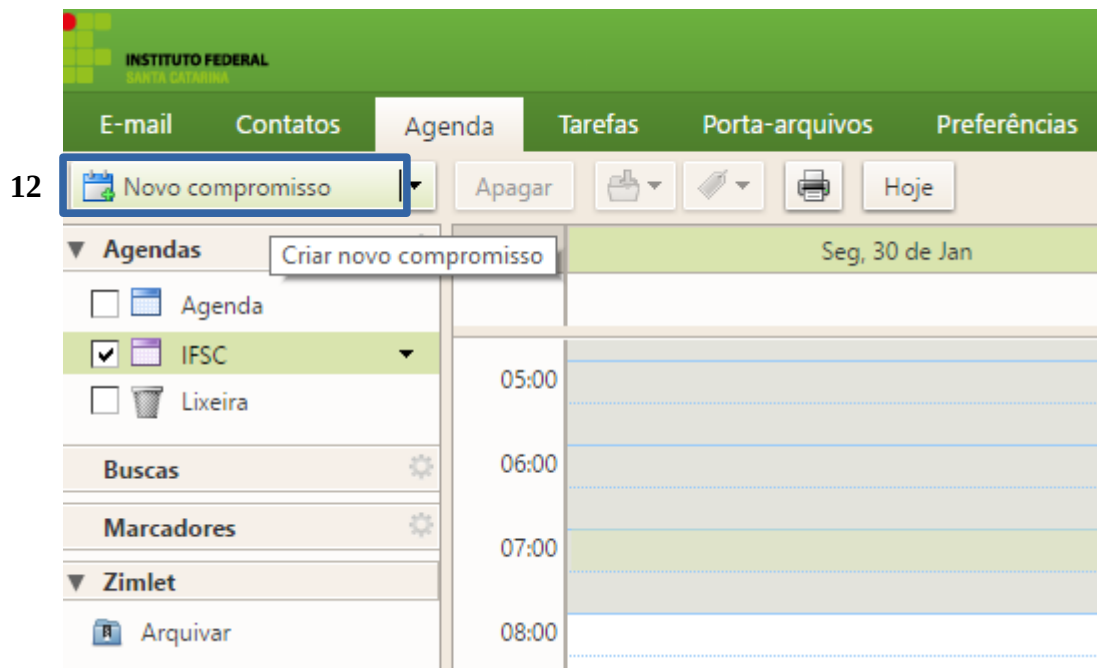 INSTITUTO FEDERAL
SANTA CATARINA
E-mail Contatos Agenda Tarefas Porta-arquivos Preferências
12 Novo compromisso Apagar Hoje
Agendas Criar novo compromisso Seg, 30 de Jan
Agenda
IFSC
05:00
Lixeira
Buscas 06:00
Marcadores
07:00
Zimlet
Arquivar 08:00